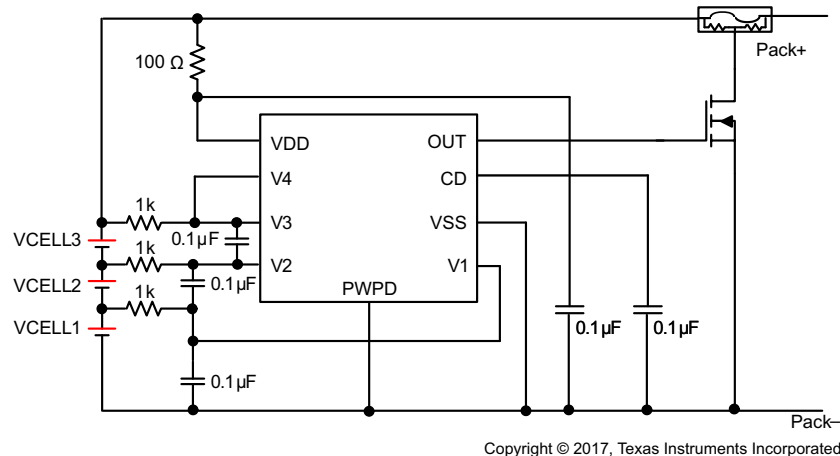 Pack+
100 Ω
VDD
OUT
V4
CD
1k
V3
VSS
VCELL3
0.1µF
1k
V2
V1
VCELL2
0.1µF
PWPD
1k
VCELL1
0.1µF
0.1µF
0.1µF
Pack–
Copyright © 2017, Texas Instruments Incorporated